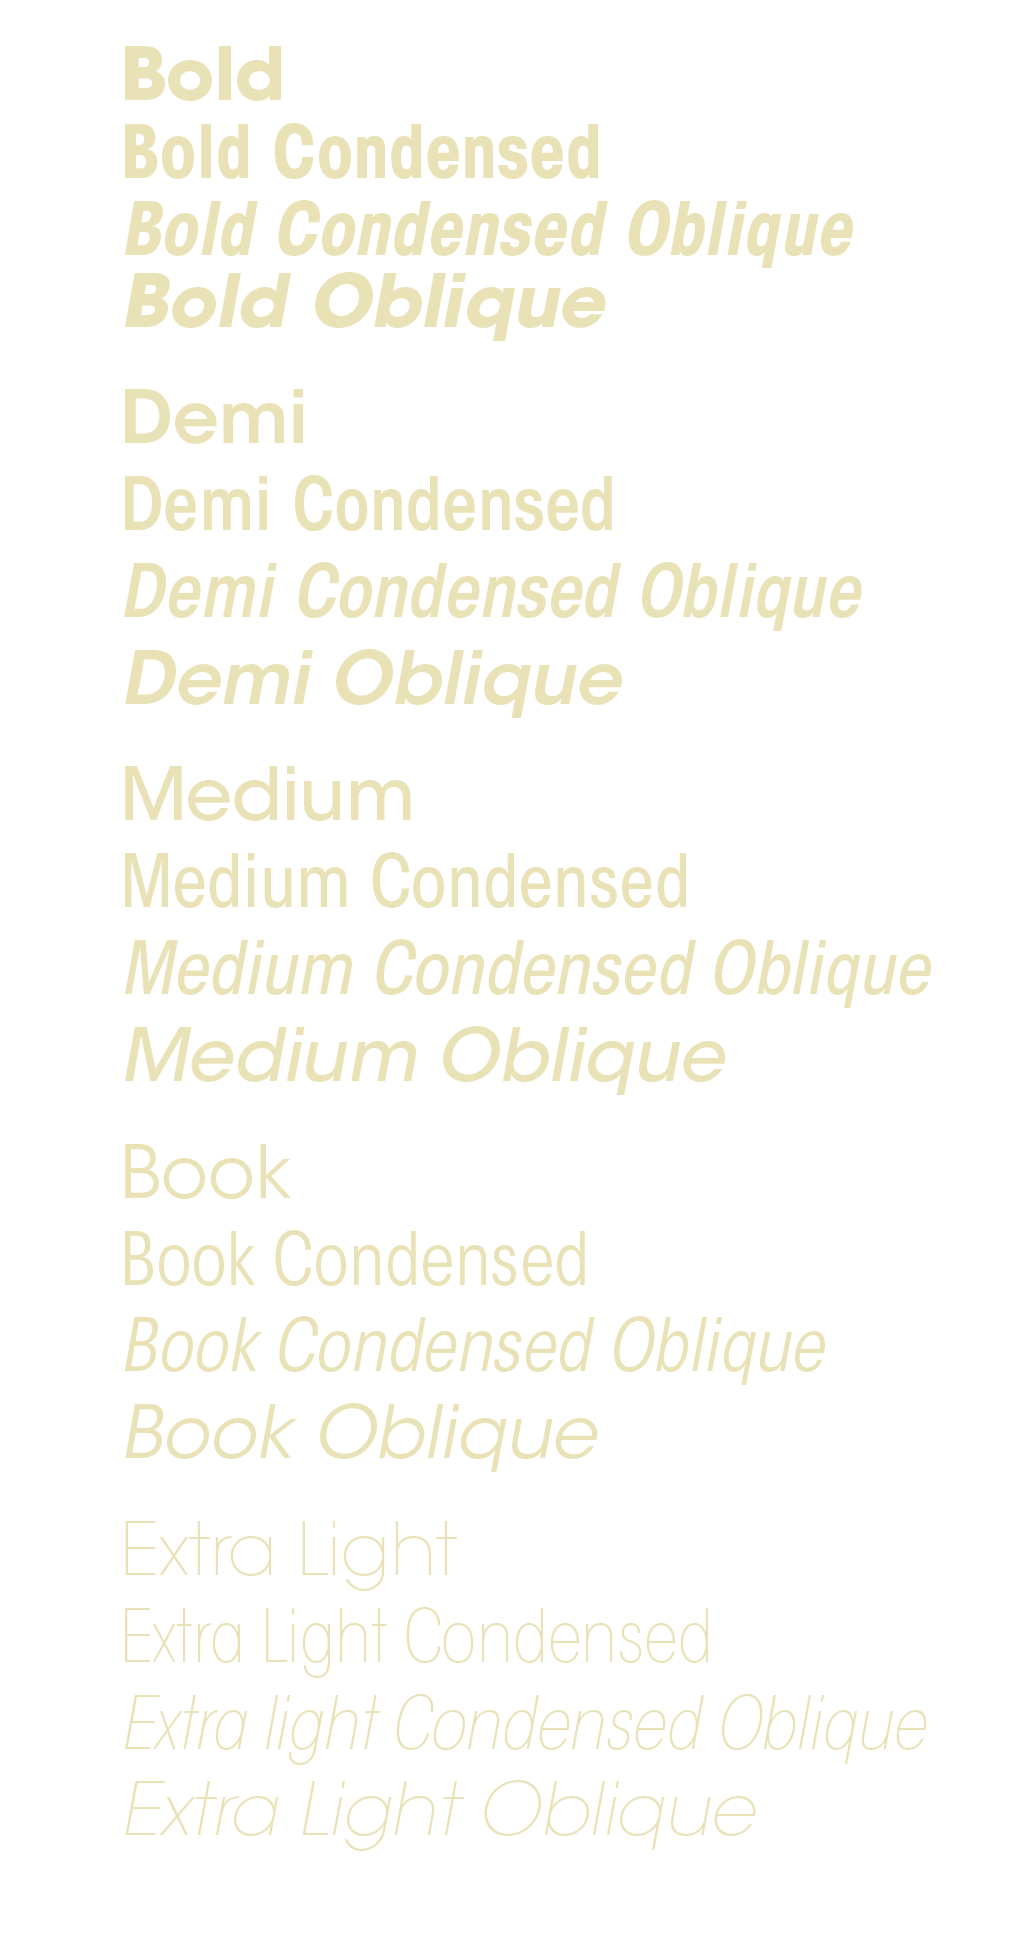 Bold
Bold Condensed
Bold Condensed Oblique
Bold Oblique
Demi
Demi Condensed
Demi Condensed Oblique
Demi Oblique
Medium
Medium Condensed
Medium Condensed Oblique
Medium Oblique
Book
Book Condensed
Book Condensed Oblique
Book Oblique
Extra Light
Extra Light Condensed
Extra light Condensed Oblique
Extra Light Oblique